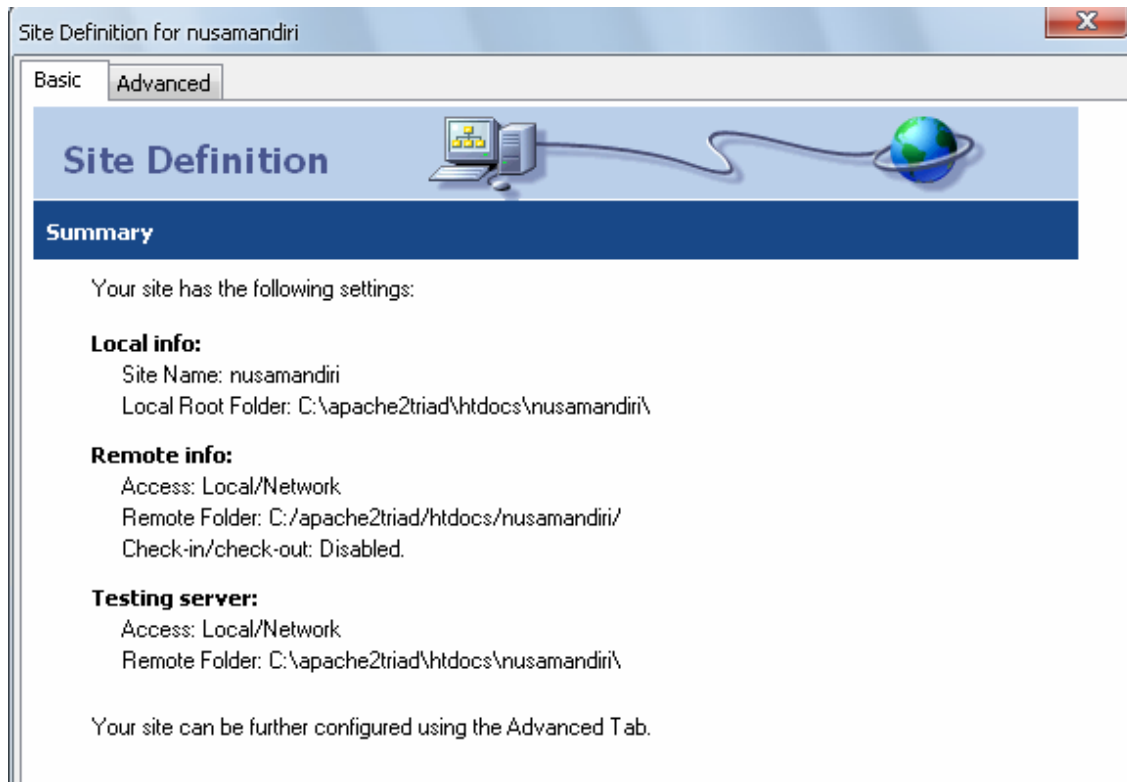 Site Definition for nusamandiri
Basic
Advanced
Site Definition
Summary
Your site has the following settings:
Local info:
Site Name: nusamandiri
Local Root Folder: C:\apache2triad\htdocs\nusamandiri\
Remote info:
Access: Local/Network
Remote Folder: C:/apache2triad/htdocs/nusamandiri/
Check-in/check-out: Disabled.
Testing server:
Access: Local/Network
Remote Folder: C:\apache2triad\htdocs\nusamandiri\
Your site can be further configured using the Advanced Tab.